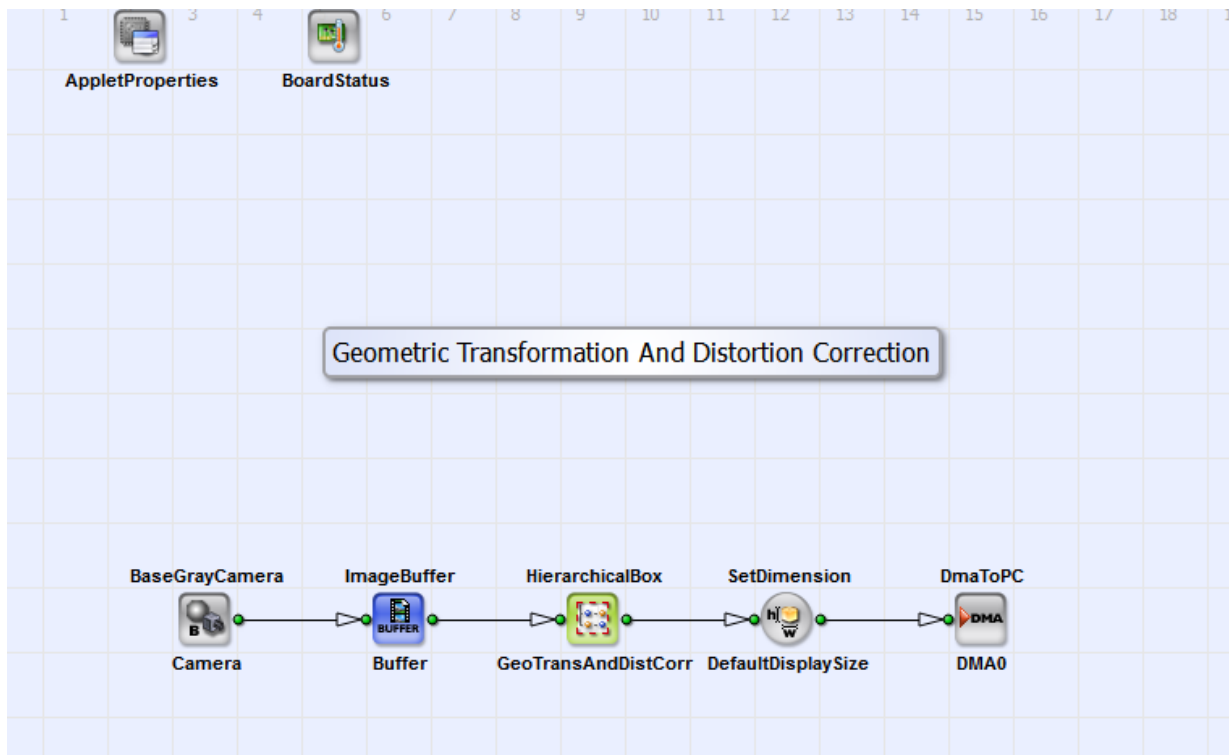 1 3 4 6 7 8 9 10 11 12 13 14 15 16 17 18
AppletProperties BoardStatus
Geometric Transformation And Distortion Correction
BaseGrayCamera ImageBuffer HierarchicalBox SetDimension DmaToPC
B BUFFER h w DMA
Camera Buffer GeoTransAndDistCorr DefaultDisplaySize DMA0